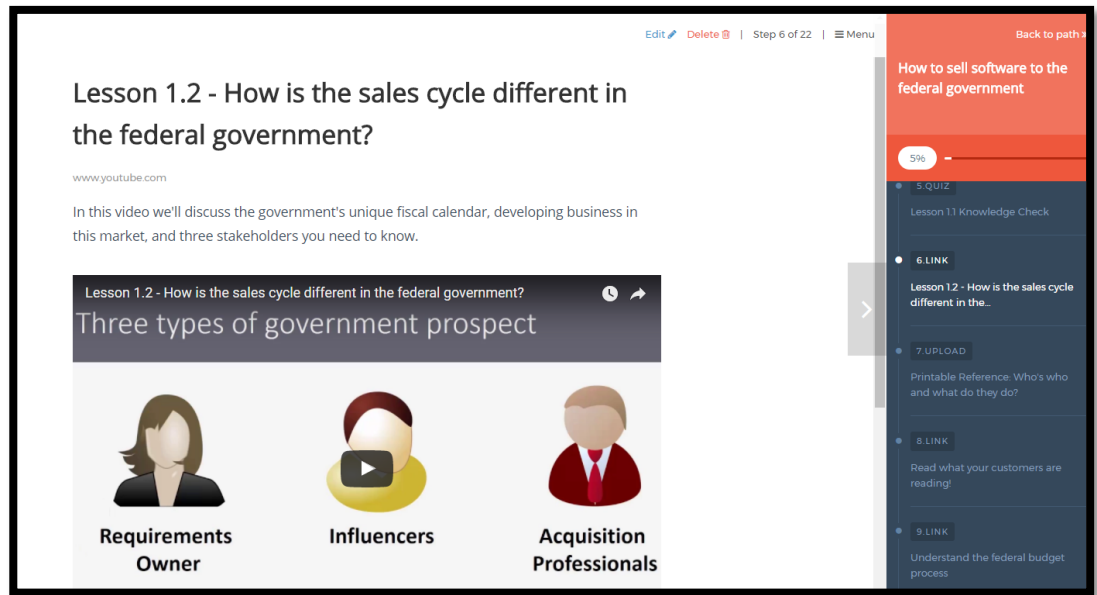 Edit Delete | Step 6 of 22 | Menu
Lesson 1.2 - How is the sales cycle different in
the federal government?
www.youtube.com
In this video we'll discuss the government's unique fiscal calendar, developing business in
this market, and three stakeholders you need to know.
Lesson 1.2 - How is the sales cycle different in the federal government?
Three types of government prospect
Requirements
Owner
Influencers
Acquisition
Professionals
Back to path »
How to sell software to the
federal government
5%
5.QUIZ
Lesson 1.1 Knowledge Check
6.LINK
Lesson 1.2 - How is the sales cycle
different in the...
7.UPLOAD
Printable Reference: Who's who
and what do they do?
8.LINK
Read what your customers are
reading!
9.LINK
Understand the federal budget
process